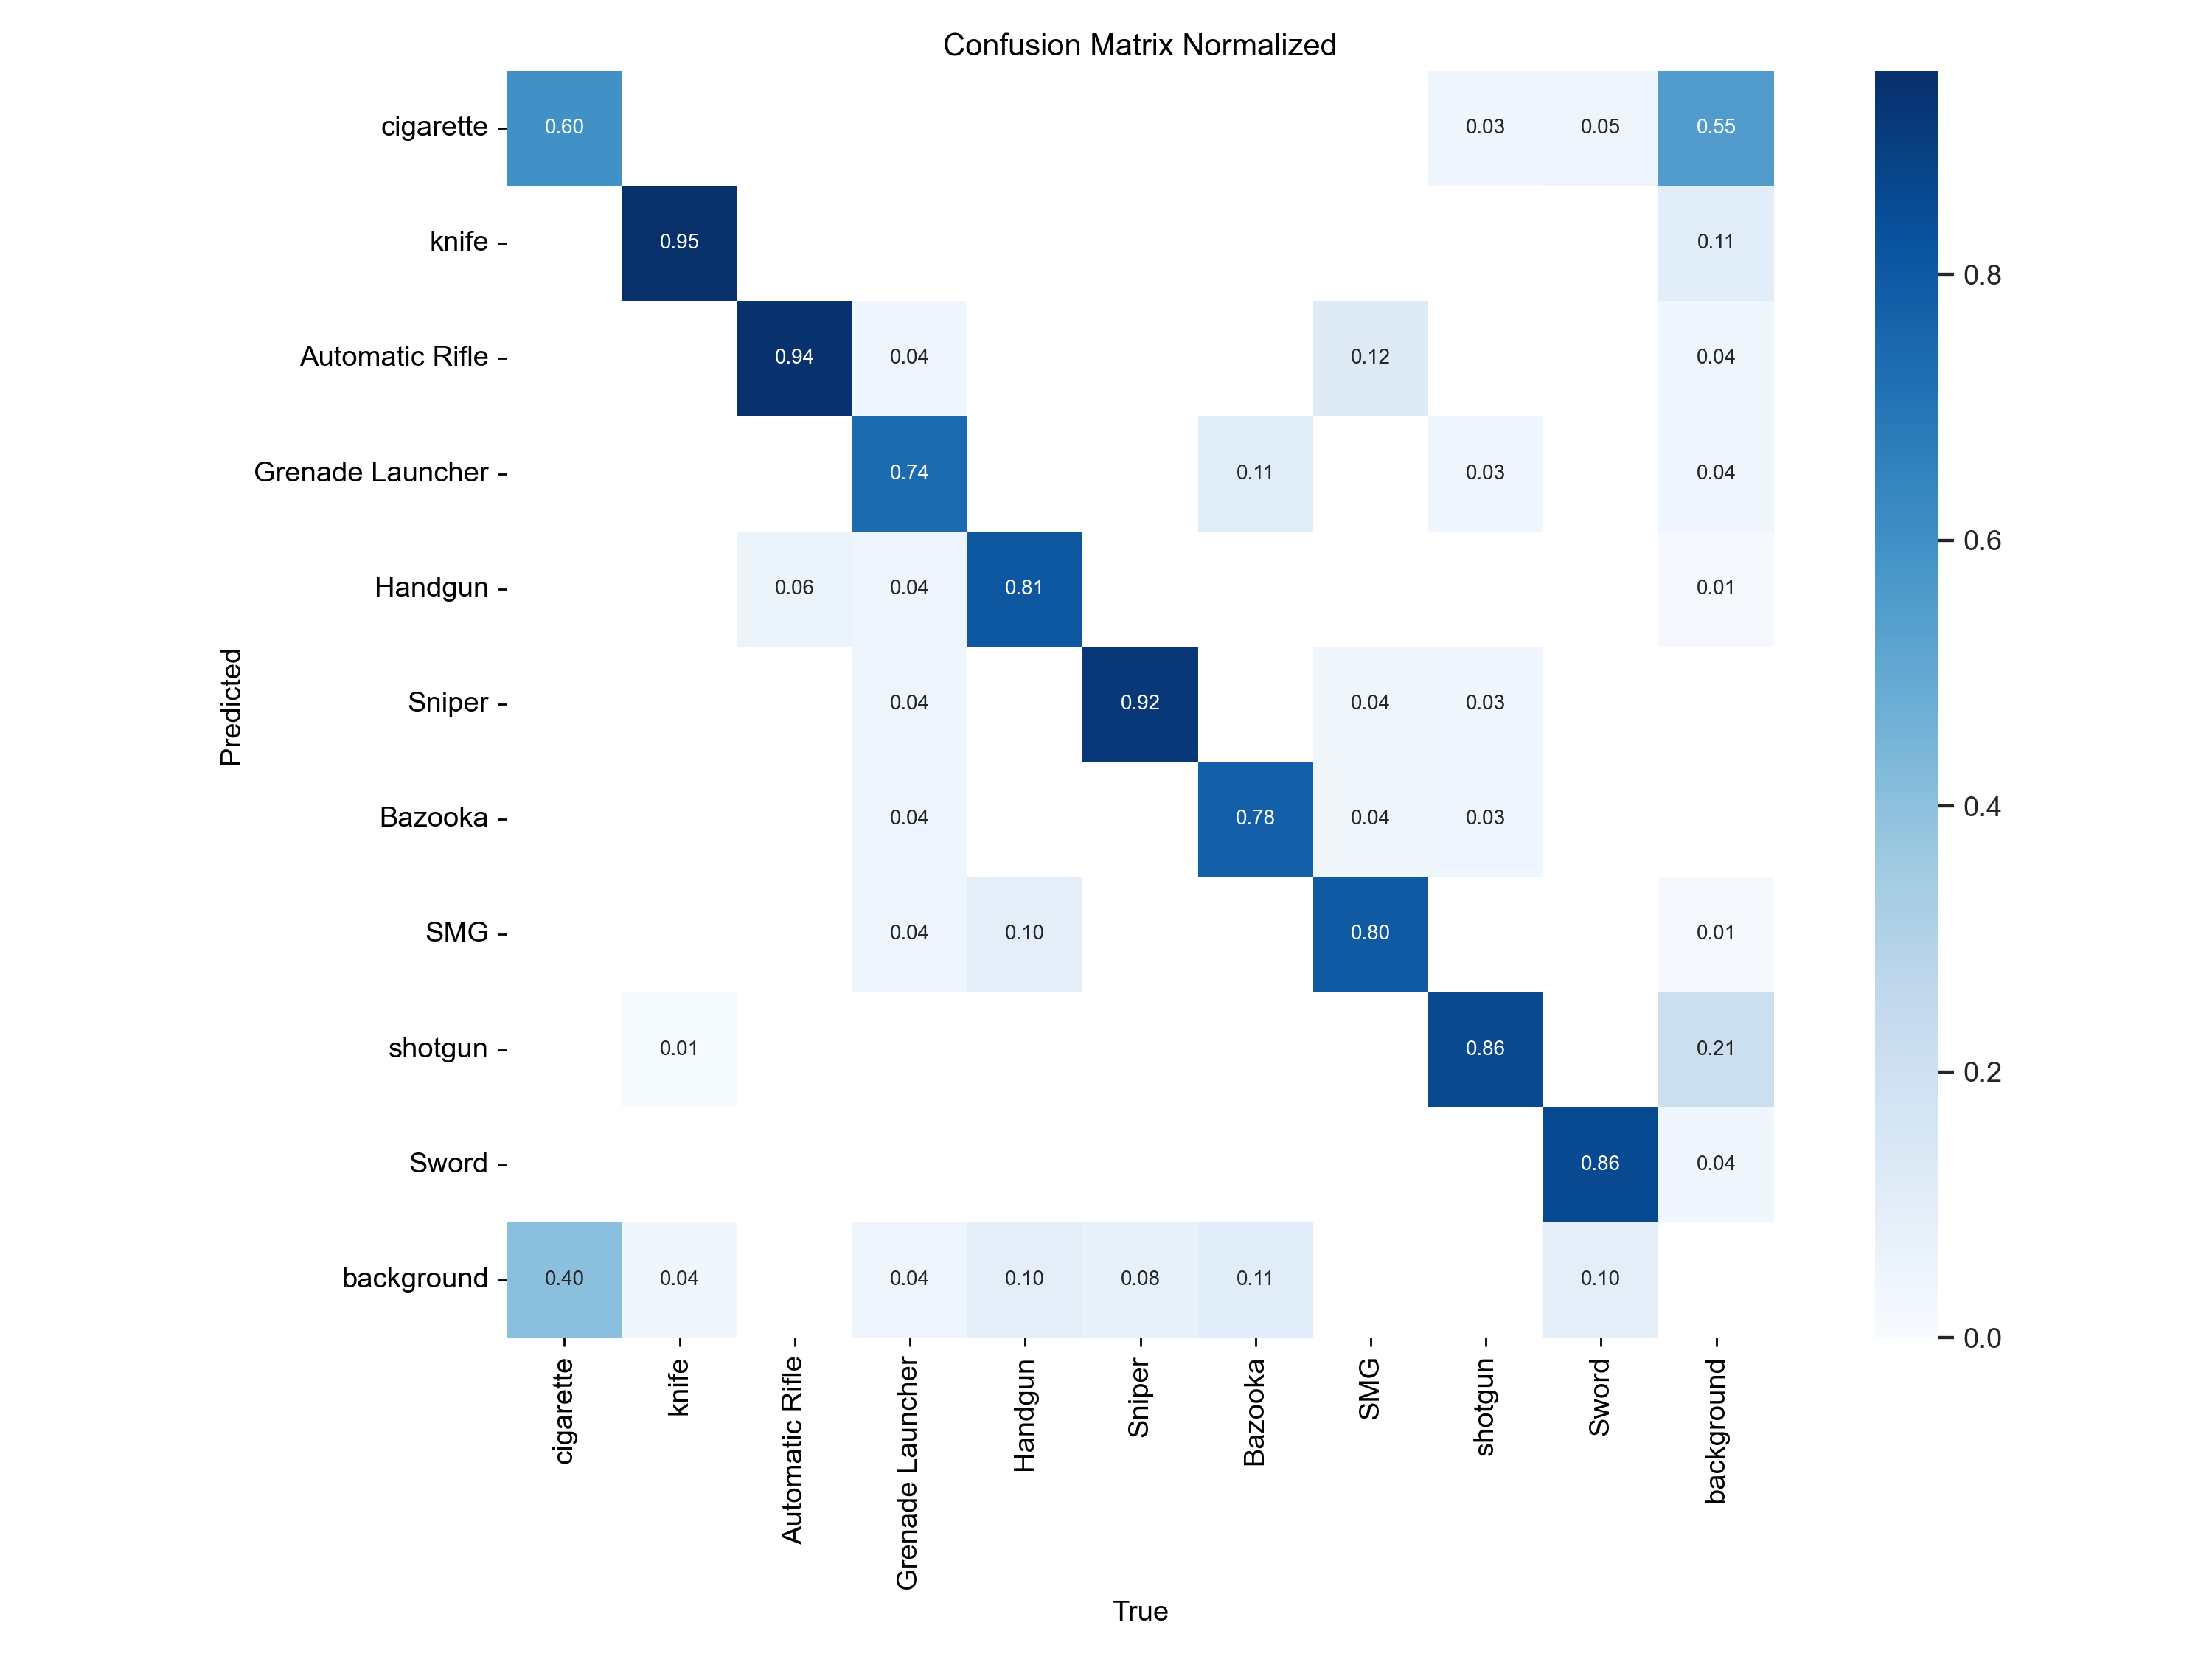 Confusion Matrix Normalized
cigarette 0.60 0.03 0.05 0.55
knife 0.95 0.11
Automatic Rifle 0.94 0.04 0.12 0.04
Grenade Launcher 0.74 0.11 0.03 0.04
Handgun 0.06 0.04 0.81 0.01
Sniper 0.04 0.92 0.04 0.03
Bazooka 0.04 0.78 0.04 0.03
SMG 0.04 0.10 0.80 0.01
shotgun 0.01 0.86 0.21
Sword 0.86 0.04
background 0.40 0.04 0.04 0.10 0.08 0.11 0.10
Predicted
cigarette
knife
Automatic Rifle
Grenade Launcher
Handgun
Sniper
Bazooka
SMG
shotgun
Sword
background
True
0.8
0.6
0.4
0.2
0.0